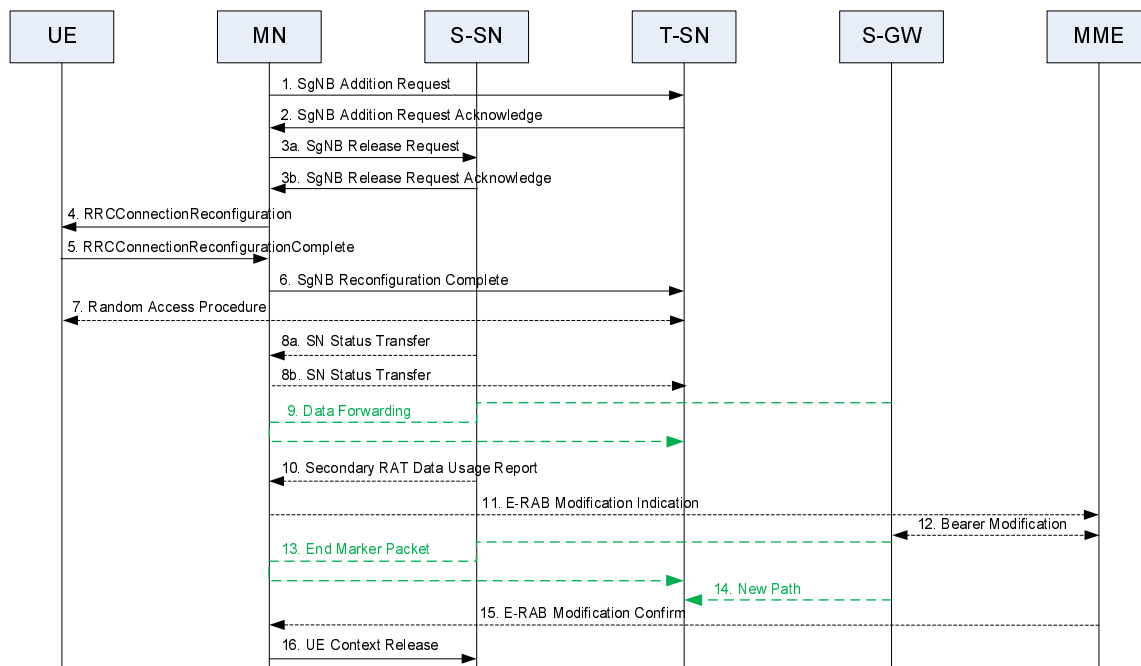 UE
MN
S-SN
T-SN
S-GW
MME
1. SgNB Addition Request
2. SgNB Addition Request Acknowledge
3a. SgNB Release Request
3b. SgNB Release Request Acknowledge
4. RRCConnectionReconfiguration
5. RRCConnectionReconfigurationComplete
6. SgNB Reconfiguration Complete
7. Random Access Procedure
8a. SN Status Transfer
8b. SN Status Transfer
9. Data Forwarding
10. Secondary RAT Data Usage Report
11. E-RAB Modification Indication
12. Bearer Modification
13. End Marker Packet
14. New Path
15. E-RAB Modification Confirm
16. UE Context Release